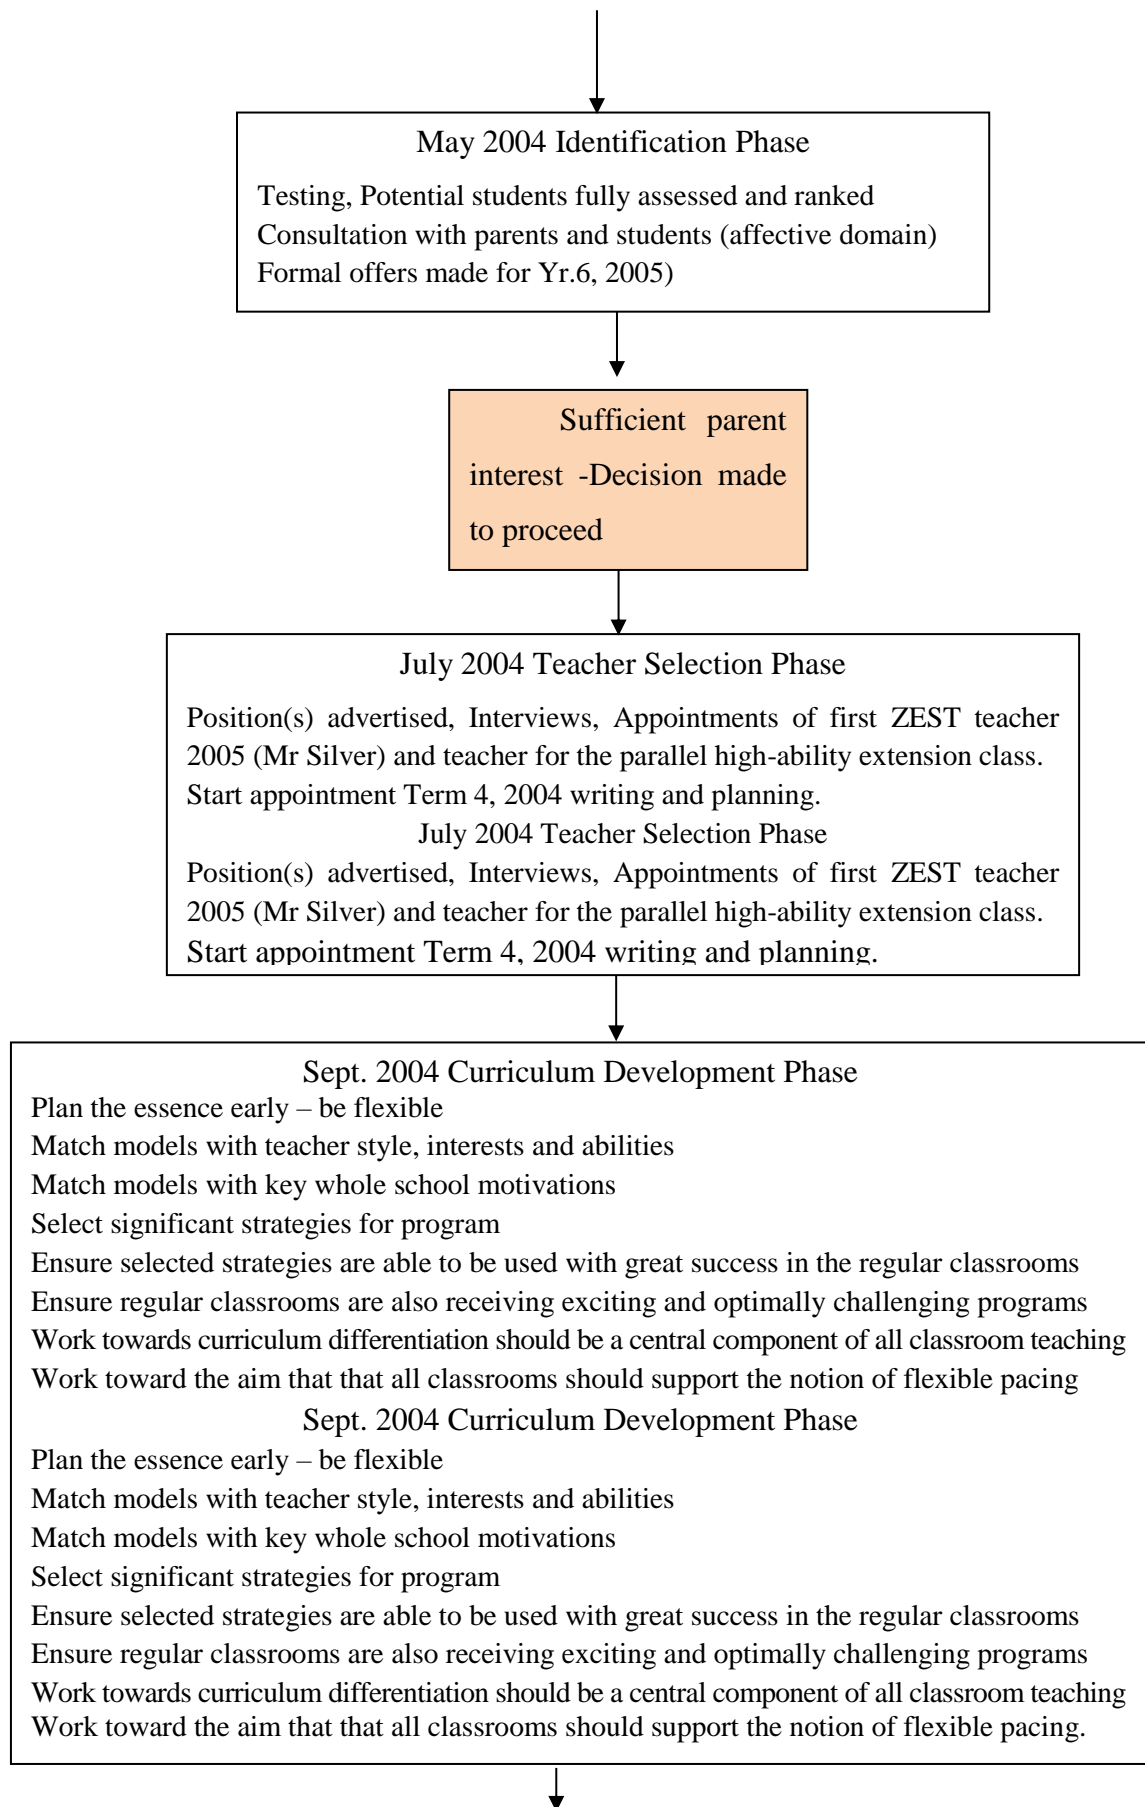 May 2004 Identification Phase
Testing, Potential students fully assessed and ranked
Consultation with parents and students (affective domain)
Formal offers made for Yr.6, 2005)
Sufficient parent
interest -Decision made
to proceed
July 2004 Teacher Selection Phase
Position(s) advertised, Interviews, Appointments of first ZEST teacher
2005 (Mr Silver) and teacher for the parallel high-ability extension class.
Start appointment Term 4, 2004 writing and planning.
July 2004 Teacher Selection Phase
Position(s) advertised, Interviews, Appointments of first ZEST teacher
2005 (Mr Silver) and teacher for the parallel high-ability extension class.
Start appointment Term 4, 2004 writing and planning.
Sept. 2004 Curriculum Development Phase
Plan the essence early – be flexible
Match models with teacher style, interests and abilities
Match models with key whole school motivations
Select significant strategies for program
Ensure selected strategies are able to be used with great success in the regular classrooms
Ensure regular classrooms are also receiving exciting and optimally challenging programs
Work towards curriculum differentiation should be a central component of all classroom teaching
Work toward the aim that that all classrooms should support the notion of flexible pacing
Sept. 2004 Curriculum Development Phase
Plan the essence early – be flexible
Match models with teacher style, interests and abilities
Match models with key whole school motivations
Select significant strategies for program
Ensure selected strategies are able to be used with great success in the regular classrooms
Ensure regular classrooms are also receiving exciting and optimally challenging programs
Work towards curriculum differentiation should be a central component of all classroom teaching
Work toward the aim that that all classrooms should support the notion of flexible pacing.